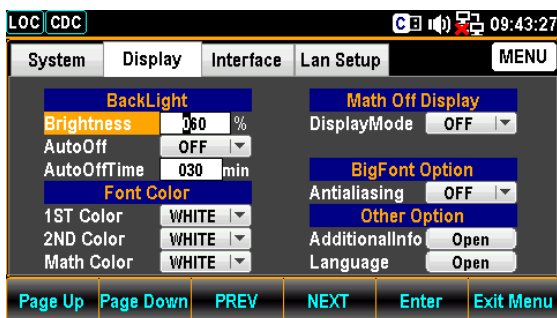 LOC CDC C 09:43:27
System Display Interface Lan Setup MENU
BackLight
Brightness 060 %
AutoOff OFF
AutoOffTime 030 min
Font Color
1ST Color WHITE
2ND Color WHITE
Math Color WHITE
Math Off Display
DisplayMode OFF
BigFont Option
Antialiasing OFF
Other Option
AdditionalInfo Open
Language Open
Page Up Page Down PREV NEXT Enter Exit Menu